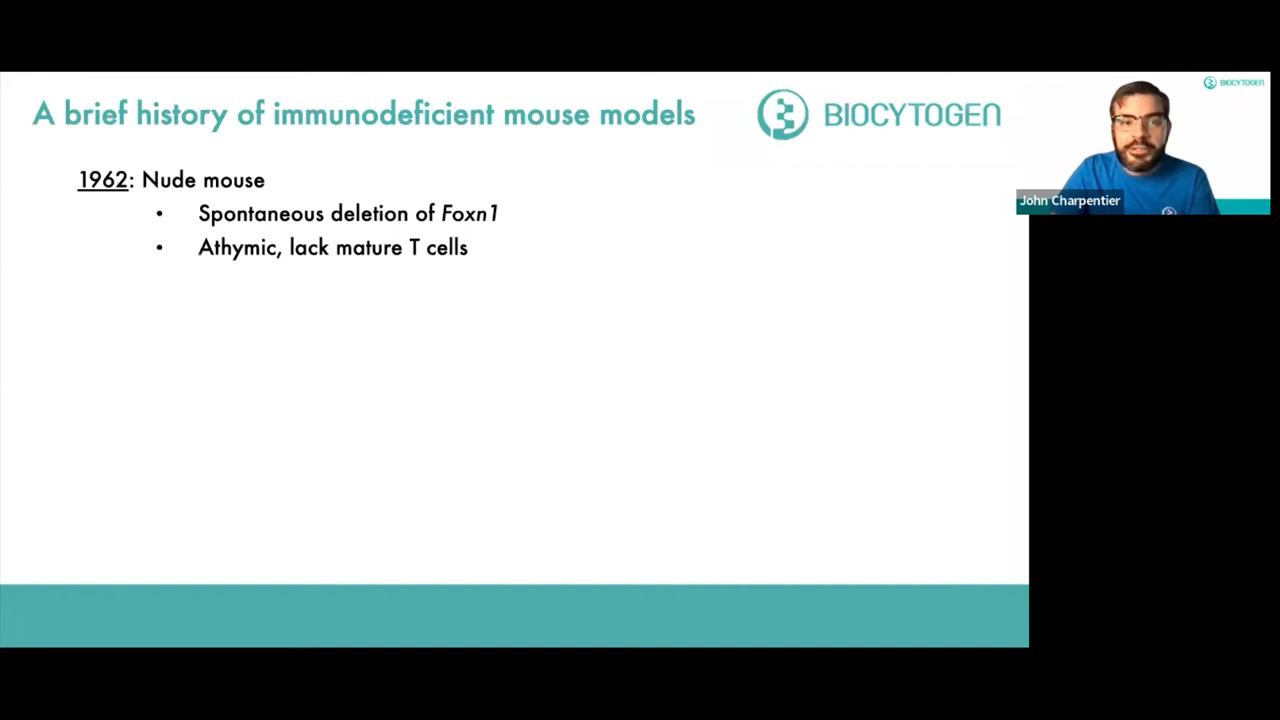 A brief history of immunodeficient mouse models
BIOCYTOGEN
BIOCYTOGEN
John Charpentier
1962: Nude mouse
• Spontaneous deletion of Foxn1
• Athymic, lack mature T cells